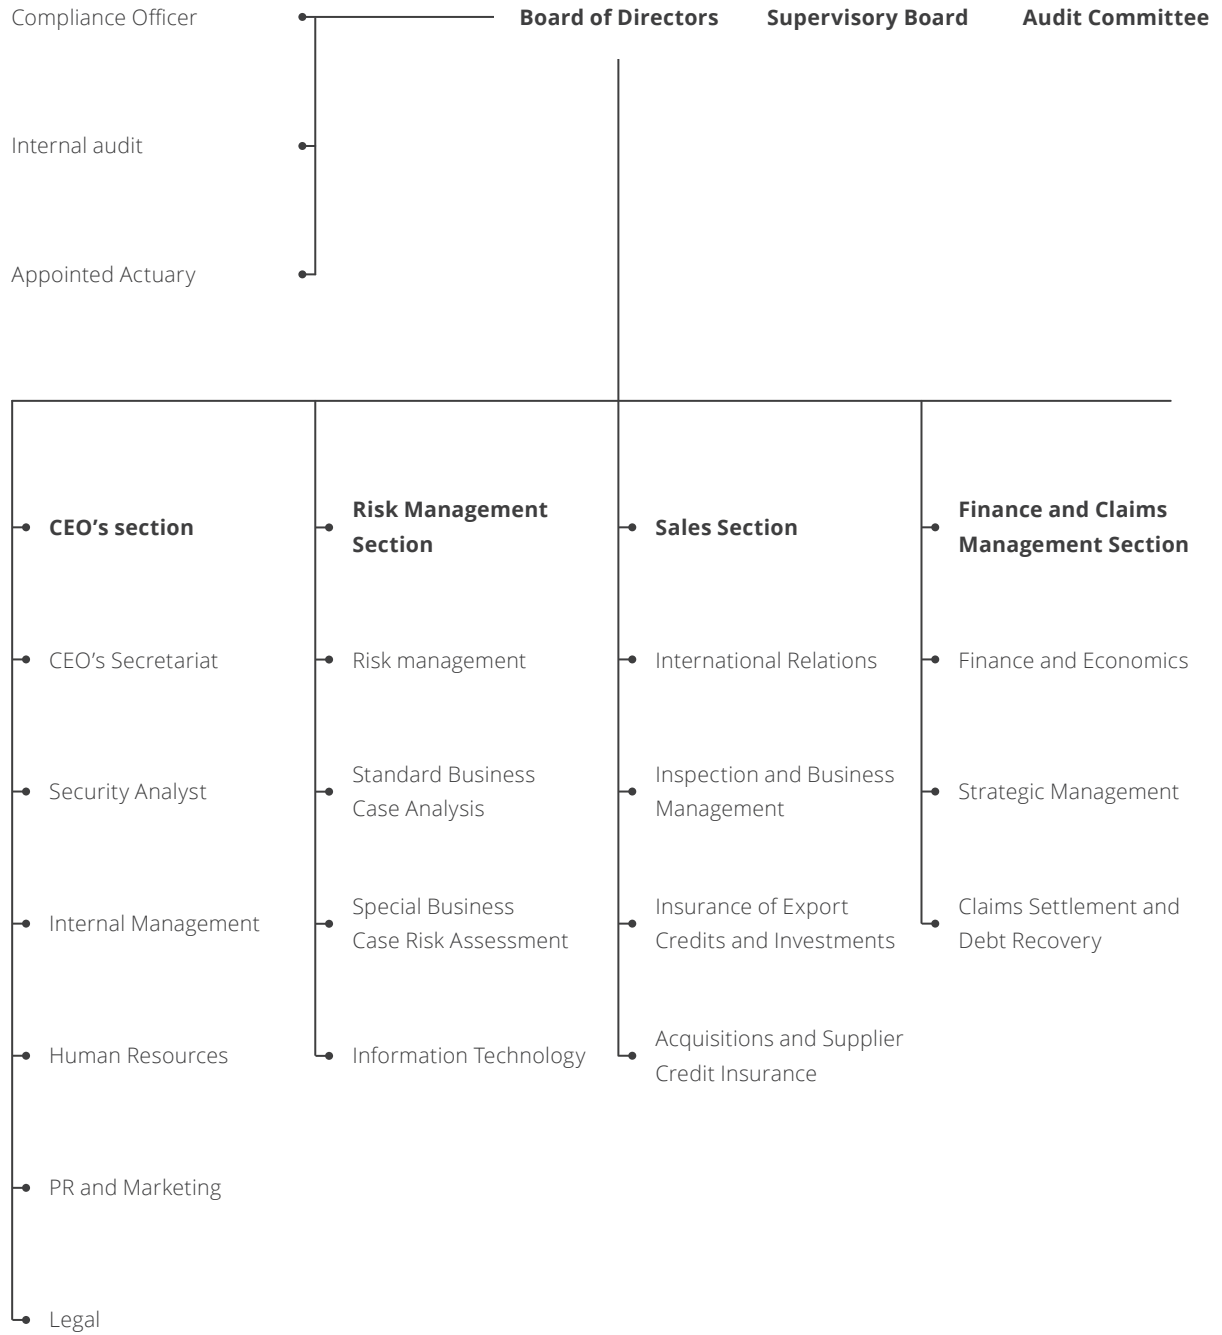 Compliance Officer
Board of Directors
Supervisory Board
Audit Committee
Internal audit
Appointed Actuary
CEO’s section
CEO’s Secretariat
Security Analyst
Internal Management
Human Resources
PR and Marketing
Legal
Risk Management
Section
Risk management
Standard Business
Case Analysis
Special Business
Case Risk Assessment
Information Technology
Sales Section
International Relations
Inspection and Business
Management
Insurance of Export
Credits and Investments
Acquisitions and Supplier
Credit Insurance
Finance and Claims
Management Section
Finance and Economics
Strategic Management
Claims Settlement and
Debt Recovery